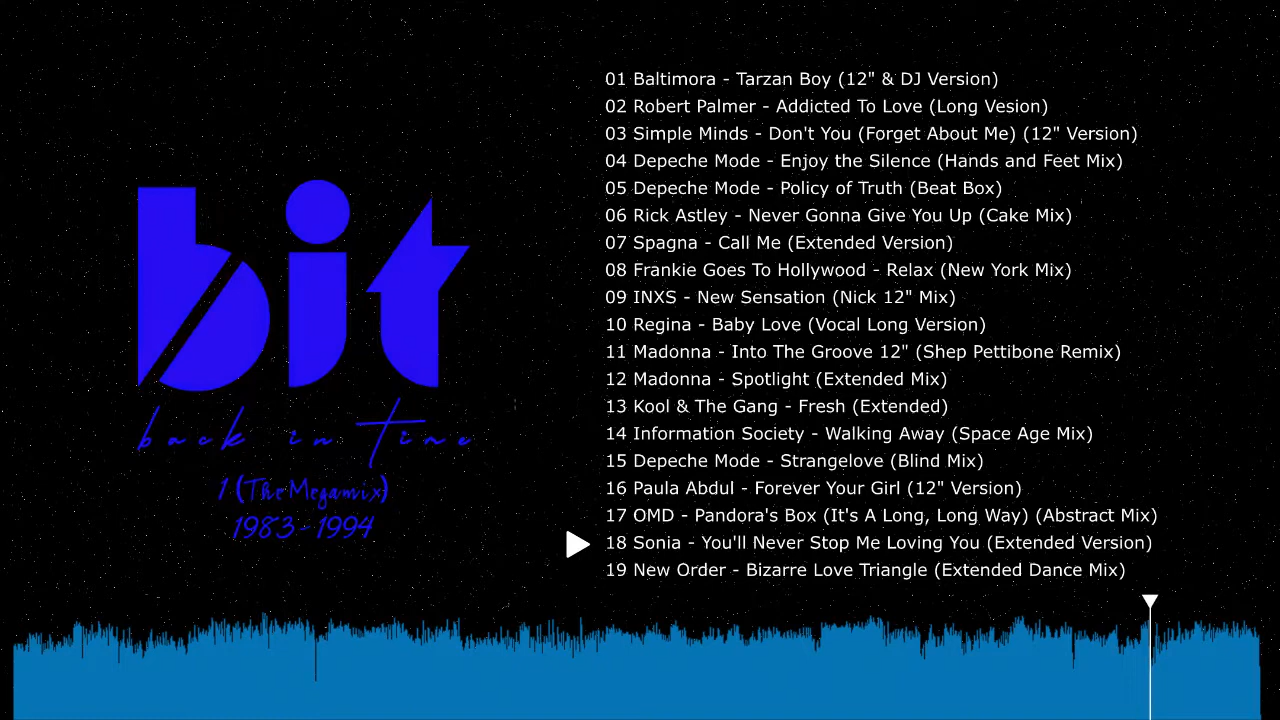 bit
back in time
1 (The Megamix)
1983-1994
01 Baltimora - Tarzan Boy (12" & DJ Version)
02 Robert Palmer - Addicted To Love (Long Vesion)
03 Simple Minds - Don't You (Forget About Me) (12" Version)
04 Depeche Mode - Enjoy the Silence (Hands and Feet Mix)
05 Depeche Mode - Policy of Truth (Beat Box)
06 Rick Astley - Never Gonna Give You Up (Cake Mix)
07 Spagna - Call Me (Extended Version)
08 Frankie Goes To Hollywood - Relax (New York Mix)
09 INXS - New Sensation (Nick 12" Mix)
10 Regina - Baby Love (Vocal Long Version)
11 Madonna - Into The Groove 12" (Shep Pettibone Remix)
12 Madonna - Spotlight (Extended Mix)
13 Kool & The Gang - Fresh (Extended)
14 Information Society - Walking Away (Space Age Mix)
15 Depeche Mode - Strangelove (Blind Mix)
16 Paula Abdul - Forever Your Girl (12" Version)
17 OMD - Pandora's Box (It's A Long, Long Way) (Abstract Mix)
18 Sonia - You'll Never Stop Me Loving You (Extended Version)
19 New Order - Bizarre Love Triangle (Extended Dance Mix)